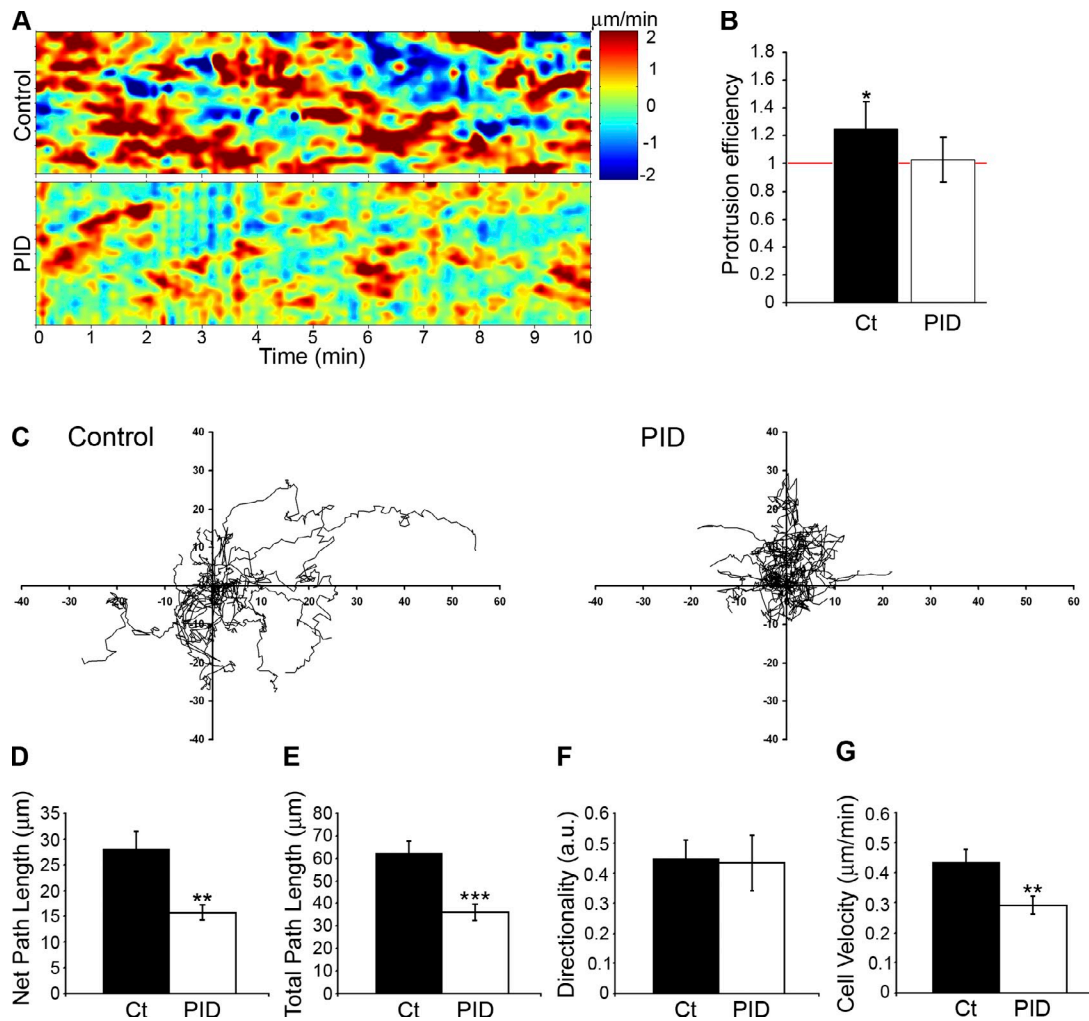 A
μm/min
B
Control
2
1
0
-1
-2
PID
0 1 2 3 4 5 6 7 8 9 10
Time (min)
Protrusion efficiency
1.8
1.6
1.4
1.2
1
0.8
0.6
0.4
0.2
0
*
Ct PID
C Control
40
30
20
10
-10
-20
-30
-40
-40 -30 -20 -10 0 10 20 30 40 50 60
PID
40
30
20
10
-10
-20
-30
-40
-40 -30 -20 -10 0 10 20 30 40 50 60
D
Net Path Length (μm)
35
30
25
20
15
10
5
0
**
Ct PID
E
Total Path Length (μm)
80
70
60
50
40
30
20
10
0
***
Ct PID
F
Directionality (a.u.)
0.6
0.5
0.4
0.3
0.2
0.1
0
Ct PID
G
Cell Velocity (μm/min)
0.6
0.5
0.4
0.3
0.2
0.1
0
**
Ct PID